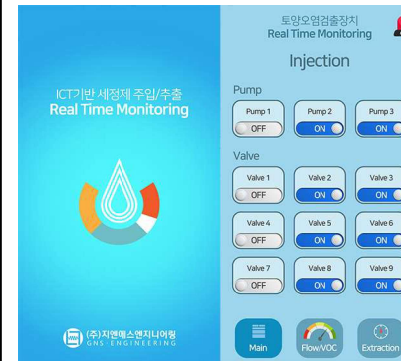 ICT기반 세정제 주입/추출
Real Time Monitoring
(주)지앤에스엔지니어링
GNS-ENGINEERING
토양오염검출장치
Real Time Monitoring
Injection
Pump
Pump 1 Pump 2 Pump 3
OFF ON ON
Valve
Valve 1 Valve 2 Valve 3
OFF ON ON
Valve 4 Valve 5 Valve 6
OFF ON ON
Valve 7 Valve 8 Valve 9
OFF ON ON
Main Flow/VOC Extraction